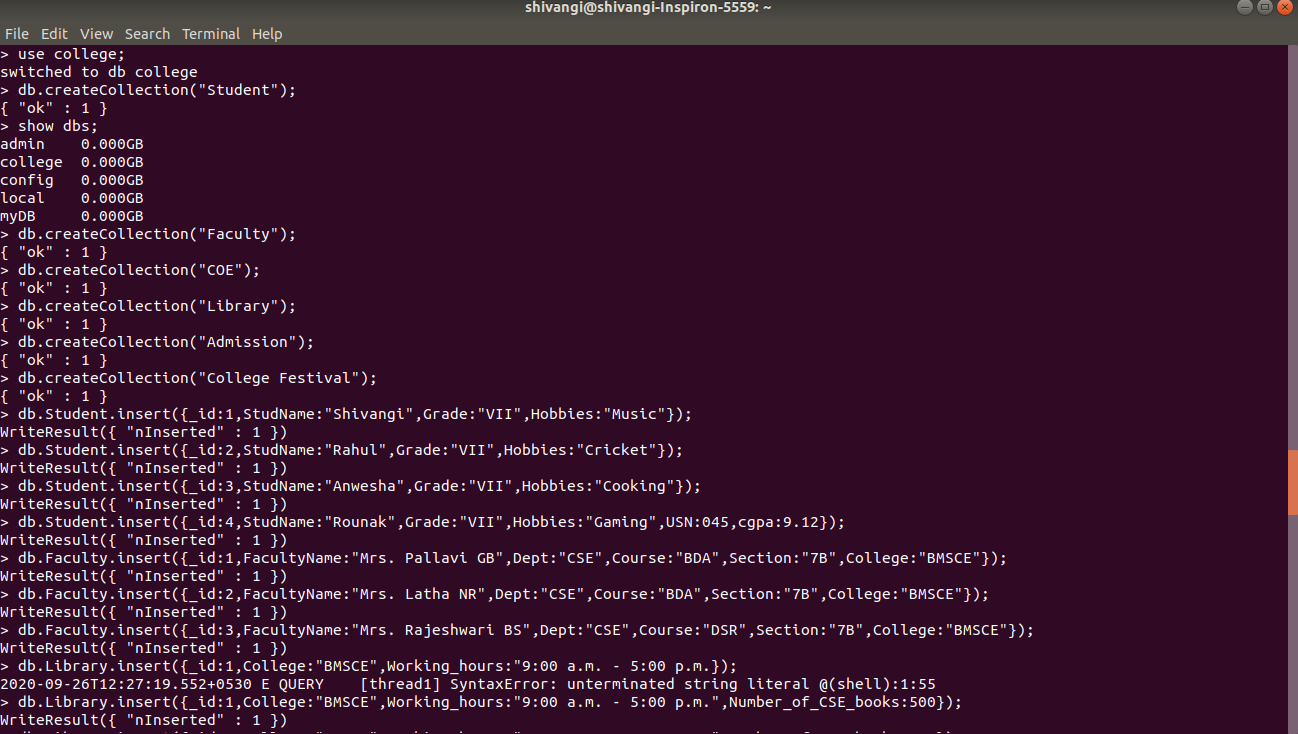 shivangi@shivangi-Inspiron-5559: ~
File Edit View Search Terminal Help
> use college;
switched to db college
> db.createCollection("Student");
{ "ok" : 1 }
> show dbs;
admin    0.000GB
college  0.000GB
config   0.000GB
local    0.000GB
myDB     0.000GB
> db.createCollection("Faculty");
{ "ok" : 1 }
> db.createCollection("COE");
{ "ok" : 1 }
> db.createCollection("Library");
{ "ok" : 1 }
> db.createCollection("Admission");
{ "ok" : 1 }
> db.createCollection("College Festival");
{ "ok" : 1 }
> db.Student.insert({_id:1,StudName:"Shivangi",Grade:"VII",Hobbies:"Music"});
WriteResult({ "nInserted" : 1 })
> db.Student.insert({_id:2,StudName:"Rahul",Grade:"VII",Hobbies:"Cricket"});
WriteResult({ "nInserted" : 1 })
> db.Student.insert({_id:3,StudName:"Anwesha",Grade:"VII",Hobbies:"Cooking"});
WriteResult({ "nInserted" : 1 })
> db.Student.insert({_id:4,StudName:"Rounak",Grade:"VII",Hobbies:"Gaming",USN:045,cgpa:9.12});
WriteResult({ "nInserted" : 1 })
> db.Faculty.insert({_id:1,FacultyName:"Mrs. Pallavi GB",Dept:"CSE",Course:"BDA",Section:"7B",College:"BMSCE"});
WriteResult({ "nInserted" : 1 })
> db.Faculty.insert({_id:2,FacultyName:"Mrs. Latha NR",Dept:"CSE",Course:"BDA",Section:"7B",College:"BMSCE"});
WriteResult({ "nInserted" : 1 })
> db.Faculty.insert({_id:3,FacultyName:"Mrs. Rajeshwari BS",Dept:"CSE",Course:"DSR",Section:"7B",College:"BMSCE"});
WriteResult({ "nInserted" : 1 })
> db.Library.insert({_id:1,College:"BMSCE",Working_hours:"9:00 a.m. - 5:00 p.m.});
2020-09-26T12:27:19.552+0530 E QUERY    [thread1] SyntaxError: unterminated string literal @(shell):1:55
> db.Library.insert({_id:1,College:"BMSCE",Working_hours:"9:00 a.m. - 5:00 p.m.",Number_of_CSE_books:500});
WriteResult({ "nInserted" : 1 })